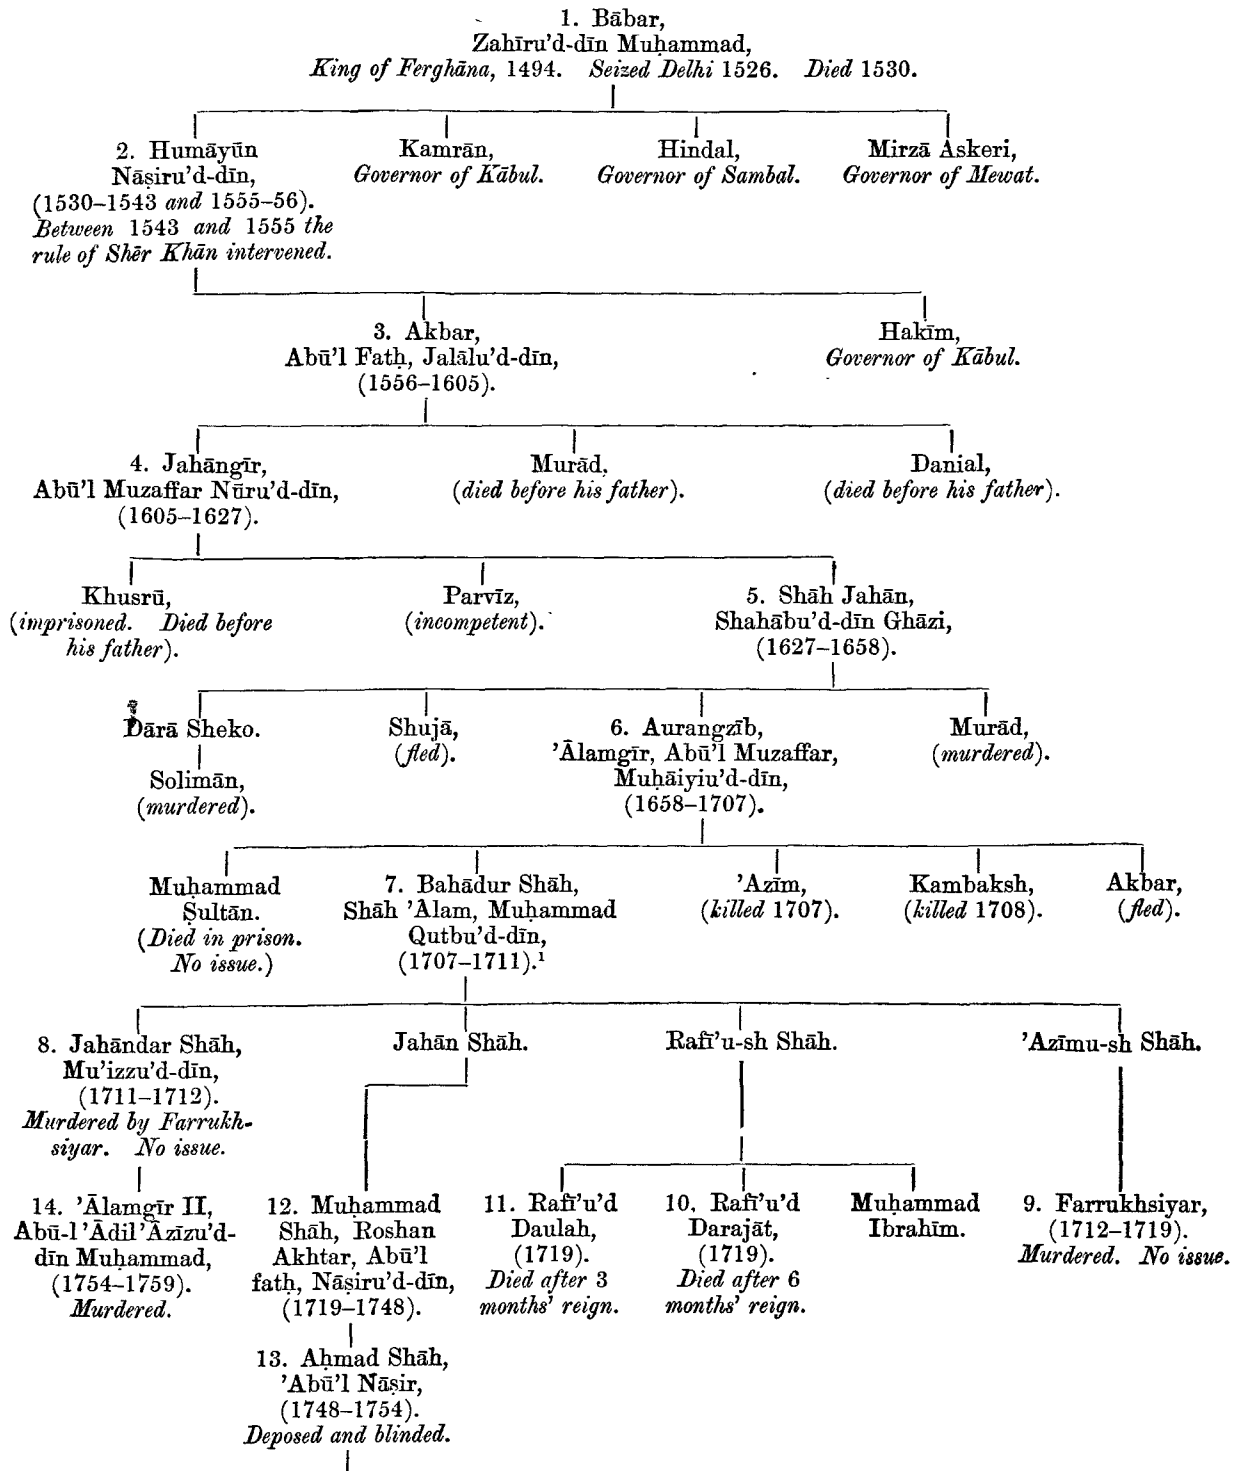 1. Bābar,
Zahīru'd-dīn Muḥammad,
King of Ferghāna, 1494. Seized Delhi 1526. Died 1530.
2. Humāyūn
Nāṣiru'd-dīn,
(1530–1543 and 1555–56).
Between 1543 and 1555 the
rule of Shēr Khān intervened.
Kamrān,
Governor of Kābul.
Hindal,
Governor of Sambal.
Mirzā Askeri,
Governor of Mewat.
3. Akbar,
Abū'l Fatḥ, Jalālu'd-dīn,
(1556–1605).
Hakīm,
Governor of Kābul.
4. Jahāngīr,
Abū'l Muzaffar Nūru'd-dīn,
(1605–1627).
Murād,
(died before his father).
Danial,
(died before his father).
Khusrū,
(imprisoned. Died before
his father).
Parvīz,
(incompetent).
5. Shāh Jahān,
Shahābu'd-dīn Ghāzi,
(1627–1658).
Dārā Sheko.
Solimān,
(murdered).
Shujā,
(fled).
6. Aurangzīb,
'Ālamgīr, Abū'l Muzaffar,
Muḥāiyiu'd-dīn,
(1658–1707).
Murād,
(murdered).
Muḥammad
Ṣultān.
(Died in prison.
No issue.)
7. Bahādur Shāh,
Shāh 'Ālam, Muḥammad
Qutbu'd-dīn,
(1707–1711).¹
'Azīm,
(killed 1707).
Kambaksh,
(killed 1708).
Akbar,
(fled).
8. Jahāndar Shāh,
Mu'izzu'd-dīn,
(1711–1712).
Murdered by Farrukh-
siyar. No issue.
Jahān Shāh.
Rafī'u-sh Shāh.
'Azīmu-sh Shāh.
14. 'Ālamgīr II,
Abū-l 'Ādil 'Āzīzu'd-
dīn Muḥammad,
(1754–1759).
Murdered.
12. Muḥammad
Shāh, Roshan
Akhtar, Abū'l
fatḥ, Nāṣiru'd-dīn,
(1719–1748).
11. Rafī'u'd
Daulah,
(1719).
Died after 3
months' reign.
10. Rafī'u'd
Darajāt,
(1719).
Died after 6
months' reign.
Muḥammad
Ibrahīm.
9. Farrukhsiyar,
(1712–1719).
Murdered. No issue.
13. Aḥmad Shāh,
'Abū'l Nāṣir,
(1748–1754).
Deposed and blinded.